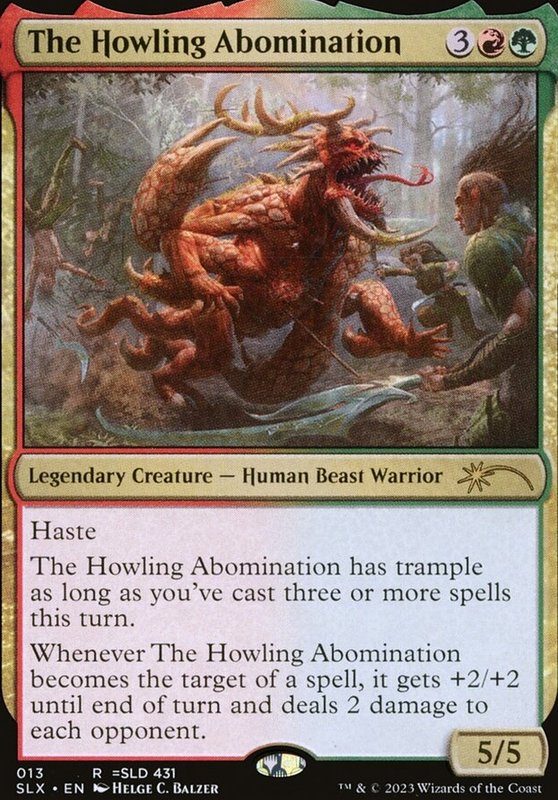 The Howling Abomination 3
Legendary Creature — Human Beast Warrior
Haste
The Howling Abomination has trample
as long as you've cast three or more spells
this turn.
Whenever The Howling Abomination
becomes the target of a spell, it gets +2/+2
until end of turn and deals 2 damage to
each opponent.
5/5
013 R =SLD 431
SLX • EN Helge C. Balzer ™ & © 2023 Wizards of the Coast